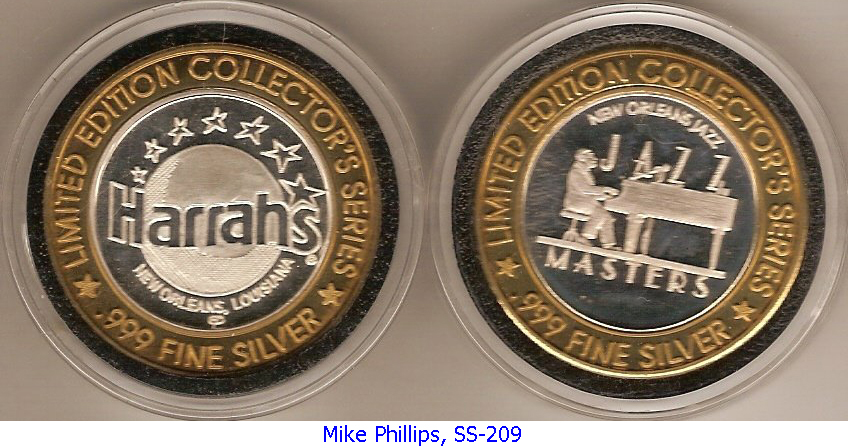 LIMITED EDITION COLLECTOR'S SERIES
Harrahs
NEW ORLEANS, LOUISIANA
.999 FINE SILVER
LIMITED EDITION COLLECTOR'S SERIES
NEW ORLEANS JAZZ
JAZZ
MASTERS
.999 FINE SILVER
Mike Phillips, SS-209